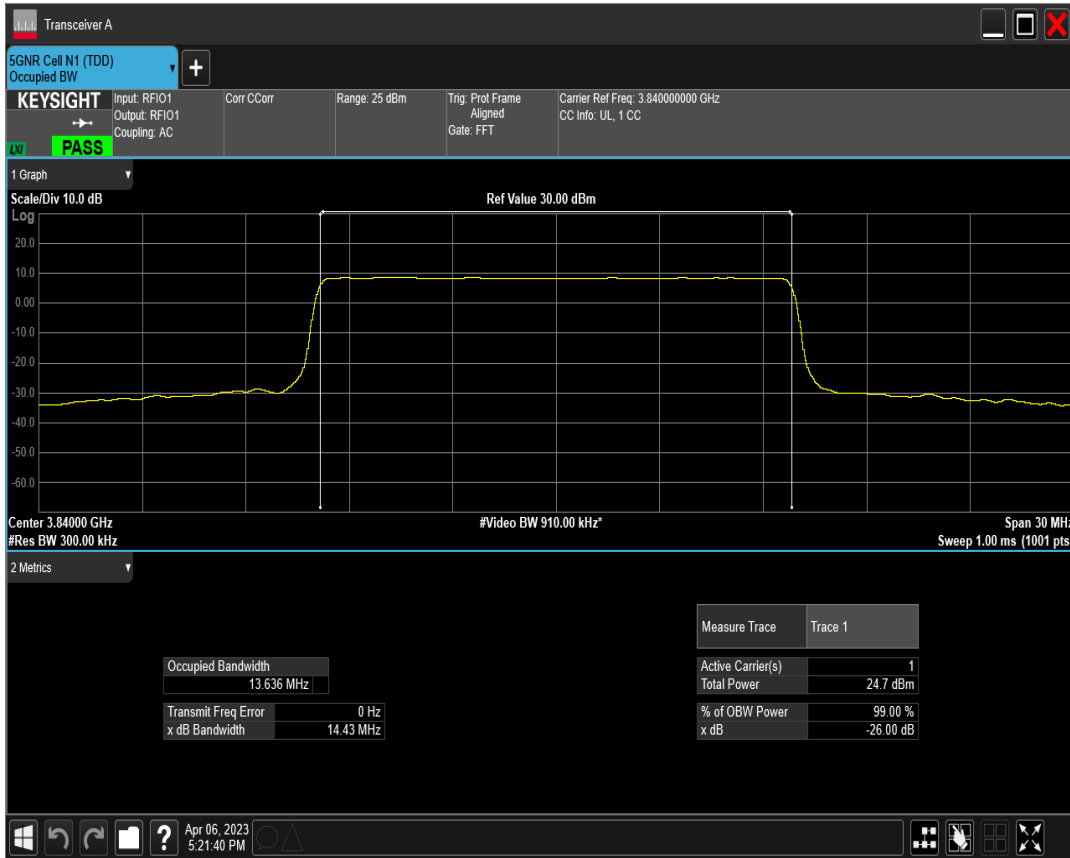 Transceiver A
5GNR Cell N1 (TDD)
Occupied BW
+
KEYSIGHT
LXI
PASS
Input: RFIO1
Output: RFIO1
Coupling: AC
Corr CCorr
Range: 25 dBm
Trig: Prot Frame
Aligned
Gate: FFT
Carrier Ref Freq: 3.840000000 GHz
CC Info: UL, 1 CC
1 Graph
Scale/Div 10.0 dB
Ref Value 30.00 dBm
Log
20.0
10.0
0.00
-10.0
-20.0
-30.0
-40.0
-50.0
-60.0
Center 3.84000 GHz
#Video BW 910.00 kHz*
Span 30 MHz
#Res BW 300.00 kHz
Sweep 1.00 ms (1001 pts
2 Metrics
Measure Trace Trace 1
Occupied Bandwidth
13.636 MHz
Active Carrier(s) 1
Total Power 24.7 dBm
Transmit Freq Error 0 Hz
x dB Bandwidth 14.43 MHz
% of OBW Power 99.00 %
x dB -26.00 dB
?
Apr 06, 2023
5:21:40 PM